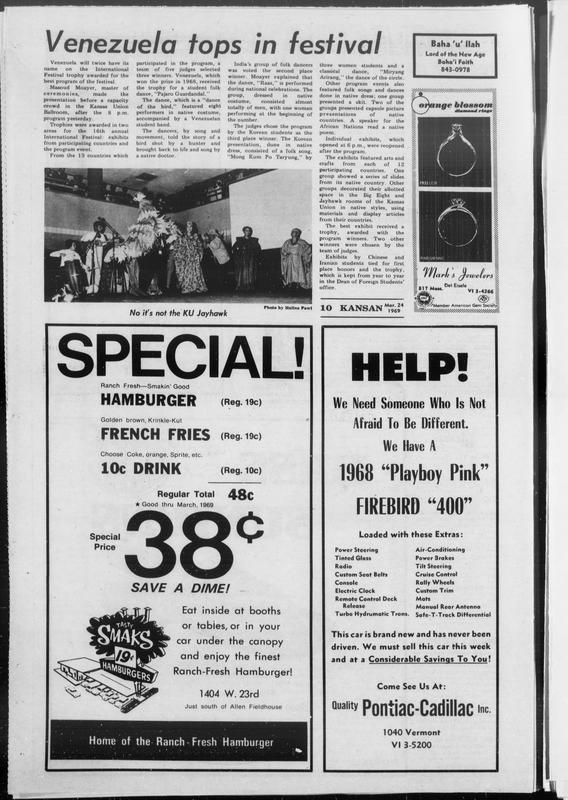 Venezuela tops in festival
Venezuela will twice have its
name on the International
Festival trophy awarded for the
best program of the festival.
Masoud Moayer, master of
ceremonies, made the
presentation before a capacity
crowd in the Kansas Union
Ballroom, after the 8 p.m.
program yesterday.
Trophies were awarded in two
areas for the 16th annual
International Festival: exhibits
from participating countries and
the program event.
From the 13 countries which
participated in the program, a
team of five judges selected
three winners. Venezuela, which
won the prize in 1965, received
the trophy for a student folk
dance, "Pajaro Guardandal."
The dance, which is a "dance
of the bird," featured eight
performers in native costume,
accompanied by a Venezuelan
student band.
The dancers, by song and
movement, told the story of a
bird shot by a hunter and
brought back to life and song by
a native doctor.
India's group of folk dancers
was voted the second place
winner. Moayer explained that
the dance, "Raas," is performed
during national celebrations. The
group, dressed in native
costume, consisted almost
totally of men, with one woman
performing at the beginning of
the number.
The judges chose the program
by the Korean students as the
third place winner. The Korean
presentation, done in native
dress, consisted of a folk song,
"Mong Kum Po Taryung," by
three women students and a
classical dance, "Miryang
Arirang," the dance of the circle.
Other program events also
featured folk songs and dances
done in native dress; one group
presented a skit. Two of the
groups presented capsule picture
presentations of native
countries. A speaker for the
African Nations read a native
poem.
Individual exhibits, which
opened at 6 p.m., were reopened
after the program.
The exhibits featured arts and
crafts from each of 12
participating countries. One
group showed a series of slides
from its native country. Other
groups decorated their allotted
space in the Big Eight and
Jayhawk rooms of the Kansas
Union in native styles, using
materials and display articles
from their countries.
The best exhibit received a
trophy, awarded with the
program winners. Two other
winners were chosen by the
team of judges.
Exhibits by Chinese and
Iranian students tied for first
place honors and the trophy,
which is kept from year to year
in the Dean of Foreign Students'
office.
Photo by Halina Pawl
No it's not the KU Jayhawk
10 KANSAN Mar. 24
1969
Baha 'u' llah
Lord of the New Age
Baha'i Faith
843-0978
orange blossom
diamond rings
Mark's Jewelers
817 Mass. Del Eisele
VI 3-4266
Member American Gem Society
SPECIAL!
Ranch Fresh—Smakin' Good
HAMBURGER (Reg. 19c)
Golden brown, Krinkle-Kut
FRENCH FRIES (Reg. 19c)
Choose Coke, orange, Sprite, etc.
10c DRINK (Reg. 10c)
Regular Total 48c
★ Good thru March, 1969
Special
Price
38¢
SAVE A DIME!
TASTY
SMAKS
19¢
HAMBURGERS
Eat inside at booths
or tables, or in your
car under the canopy
and enjoy the finest
Ranch-Fresh Hamburger!
1404 W. 23rd
Just south of Allen Fieldhouse
Home of the Ranch-Fresh Hamburger
HELP!
We Need Someone Who Is Not
Afraid To Be Different.
We Have A
1968 "Playboy Pink"
FIREBIRD "400"
Loaded with these Extras:
Power Steering
Tinted Glass
Radio
Custom Seat Belts
Console
Electric Clock
Remote Control Deck
Release
Turbo Hydramatic Trans.
Air-Conditioning
Power Brakes
Tilt Steering
Cruise Control
Rally Wheels
Custom Trim
Mats
Manual Rear Antenna
Safe-T-Track Differential
This car is brand new and has never been
driven. We must sell this car this week
and at a Considerable Savings To You!
Come See Us At:
Quality Pontiac-Cadillac Inc.
1040 Vermont
VI 3-5200